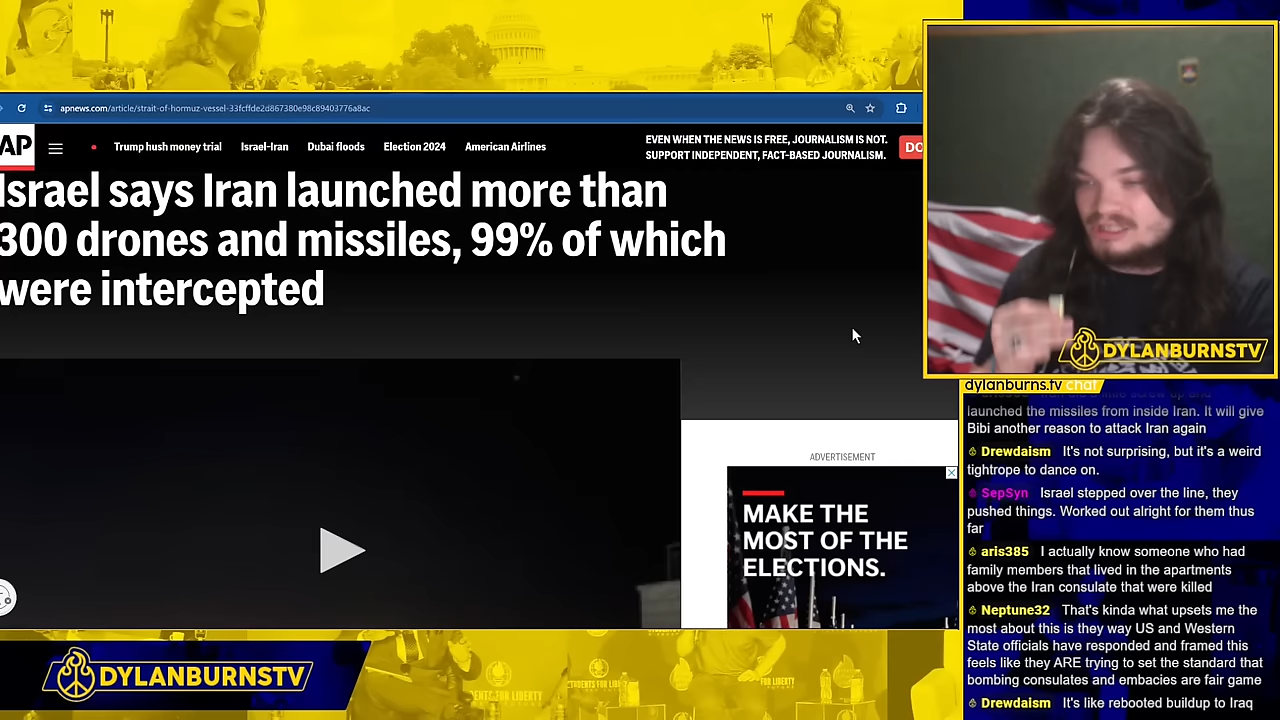 apnews.com/article/strait-of-hormuz-vessel-33fcffde2d867380e98c89403776a8ac
AP
Trump hush money trial
Israel-Iran
Dubai floods
Election 2024
American Airlines
EVEN WHEN THE NEWS IS FREE, JOURNALISM IS NOT.
SUPPORT INDEPENDENT, FACT-BASED JOURNALISM.
DO
Israel says Iran launched more than
300 drones and missiles, 99% of which
were intercepted
ADVERTISEMENT
MAKE THE
MOST OF THE
ELECTIONS.
DYLANBURNSTV
dylanburns.tv chat
launched the missiles from inside Iran. It will give
Bibi another reason to attack Iran again
Drewdaism It's not surprising, but it's a weird
tightrope to dance on.
SepSyn Israel stepped over the line, they
pushed things. Worked out alright for them thus
far
aris385 I actually know someone who had
family members that lived in the apartments
above the Iran consulate that were killed
Neptune32 That's kinda what upsets me the
most about this is they way US and Western
State officials have responded and framed this
feels like they ARE trying to set the standard that
bombing consulates and embacies are fair game
Drewdaism It's like rebooted buildup to Iraq
DYLANBURNSTV